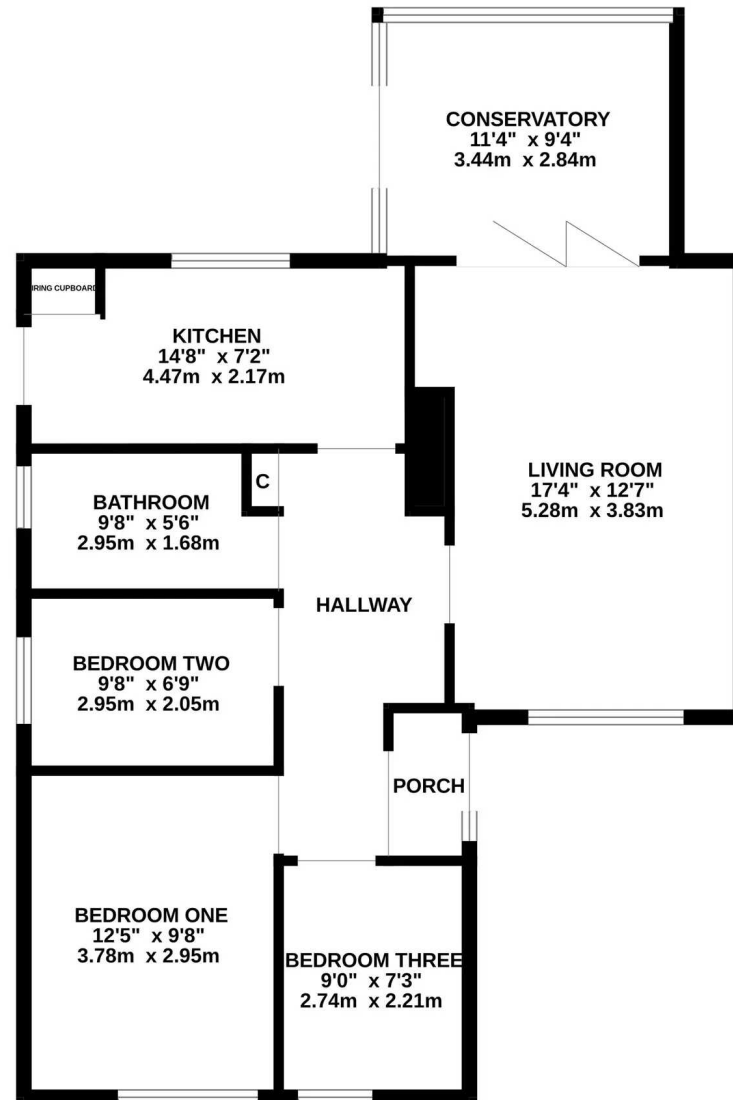 CONSERVATORY
11'4" x 9'4"
3.44m x 2.84m
IRING CUPBOARD
KITCHEN
14'8" x 7'2"
4.47m x 2.17m
C
BATHROOM
9'8" x 5'6"
2.95m x 1.68m
LIVING ROOM
17'4" x 12'7"
5.28m x 3.83m
HALLWAY
BEDROOM TWO
9'8" x 6'9"
2.95m x 2.05m
PORCH
BEDROOM ONE
12'5" x 9'8"
3.78m x 2.95m
BEDROOM THREE
9'0" x 7'3"
2.74m x 2.21m